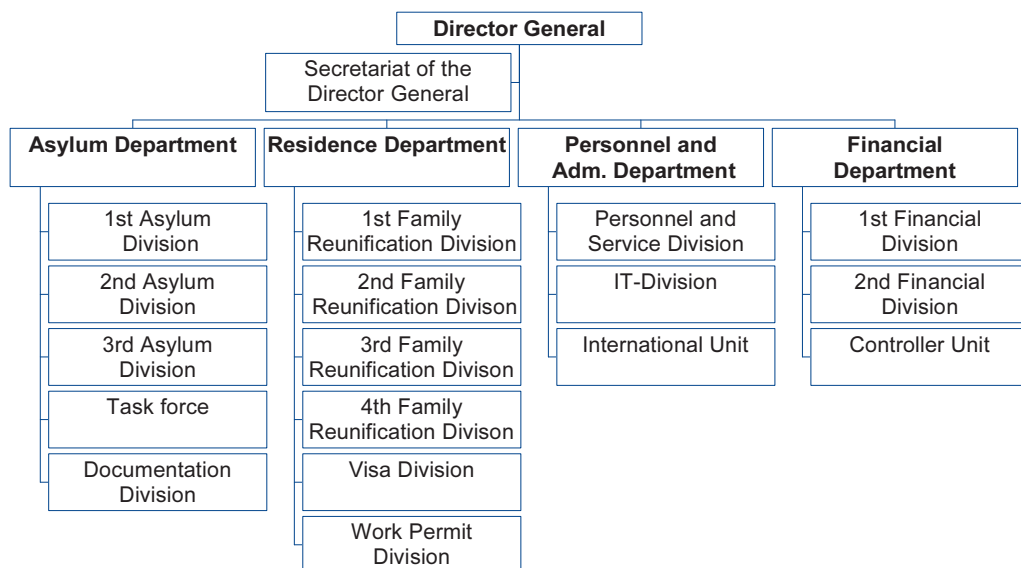 Director General
Secretariat of the
Director General
Asylum Department
1st Asylum
Division
2nd Asylum
Division
3rd Asylum
Division
Task force
Documentation
Division
Residence Department
1st Family
Reunification Division
2nd Family
Reunification Divison
3rd Family
Reunification Divison
4th Family
Reunification Divison
Visa Division
Work Permit
Division
Personnel and
Adm. Department
Personnel and
Service Division
IT-Division
International Unit
Financial
Department
1st Financial
Division
2nd Financial
Division
Controller Unit